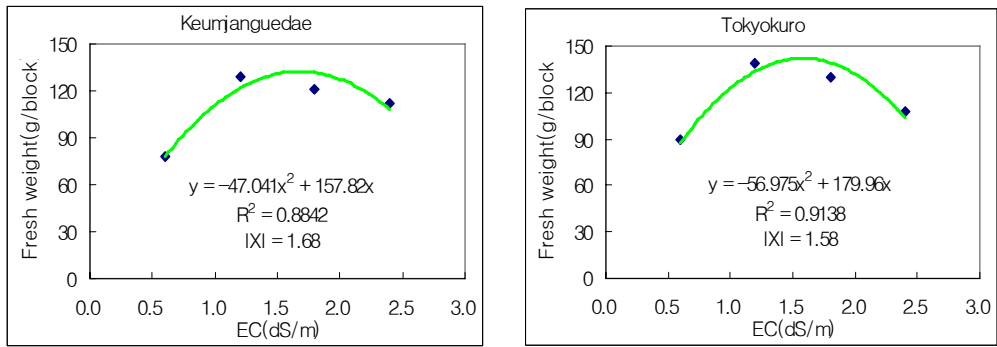 Keumjanguedae
150
120
90
60
30
0
Fresh weight(g/block)
y = −47.041x² + 157.82x
R² = 0.8842
|X| = 1.68
0.0 0.5 1.0 1.5 2.0 2.5 3.0
EC(dS/m)
Tokyokuro
150
120
90
60
30
0
Fresh weight(g/block)
y = −56.975x² + 179.96x
R² = 0.9138
|X| = 1.58
0.0 0.5 1.0 1.5 2.0 2.5 3.0
EC(dS/m)